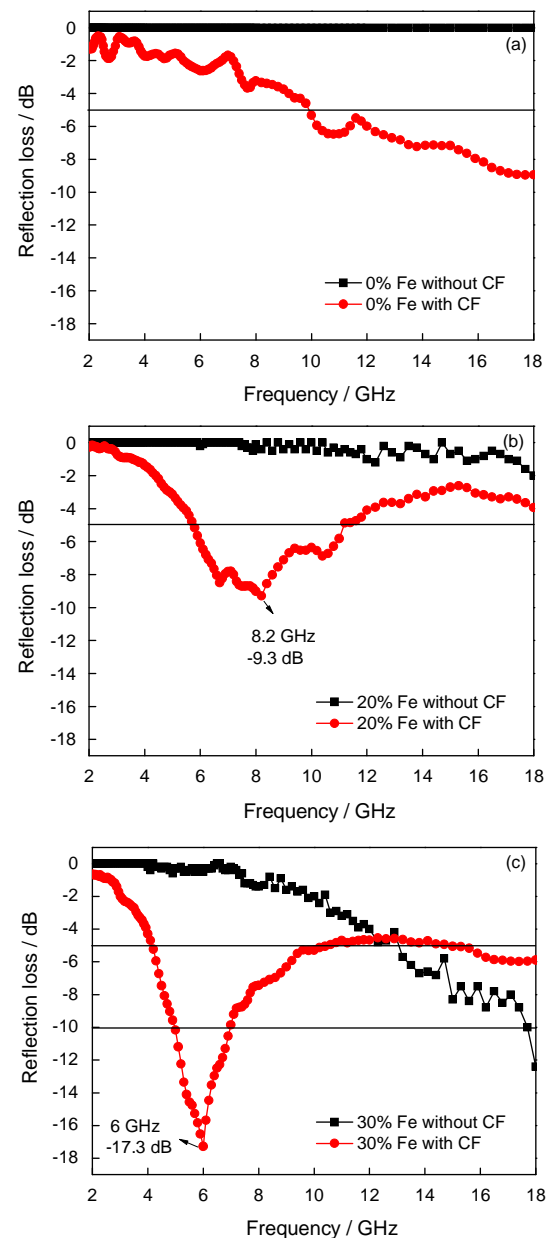 0
-2
-4
-6
-8
-10
-12
-14
-16
-18
Reflection loss / dB
(a)
0% Fe without CF
0% Fe with CF
2 4 6 8 10 12 14 16 18
Frequency / GHz
0
-2
-4
-6
-8
-10
-12
-14
-16
-18
Reflection loss / dB
(b)
8.2 GHz
-9.3 dB
20% Fe without CF
20% Fe with CF
2 4 6 8 10 12 14 16 18
Frequency / GHz
0
-2
-4
-6
-8
-10
-12
-14
-16
-18
Reflection loss / dB
(c)
6 GHz
-17.3 dB
30% Fe without CF
30% Fe with CF
2 4 6 8 10 12 14 16 18
Frequency / GHz